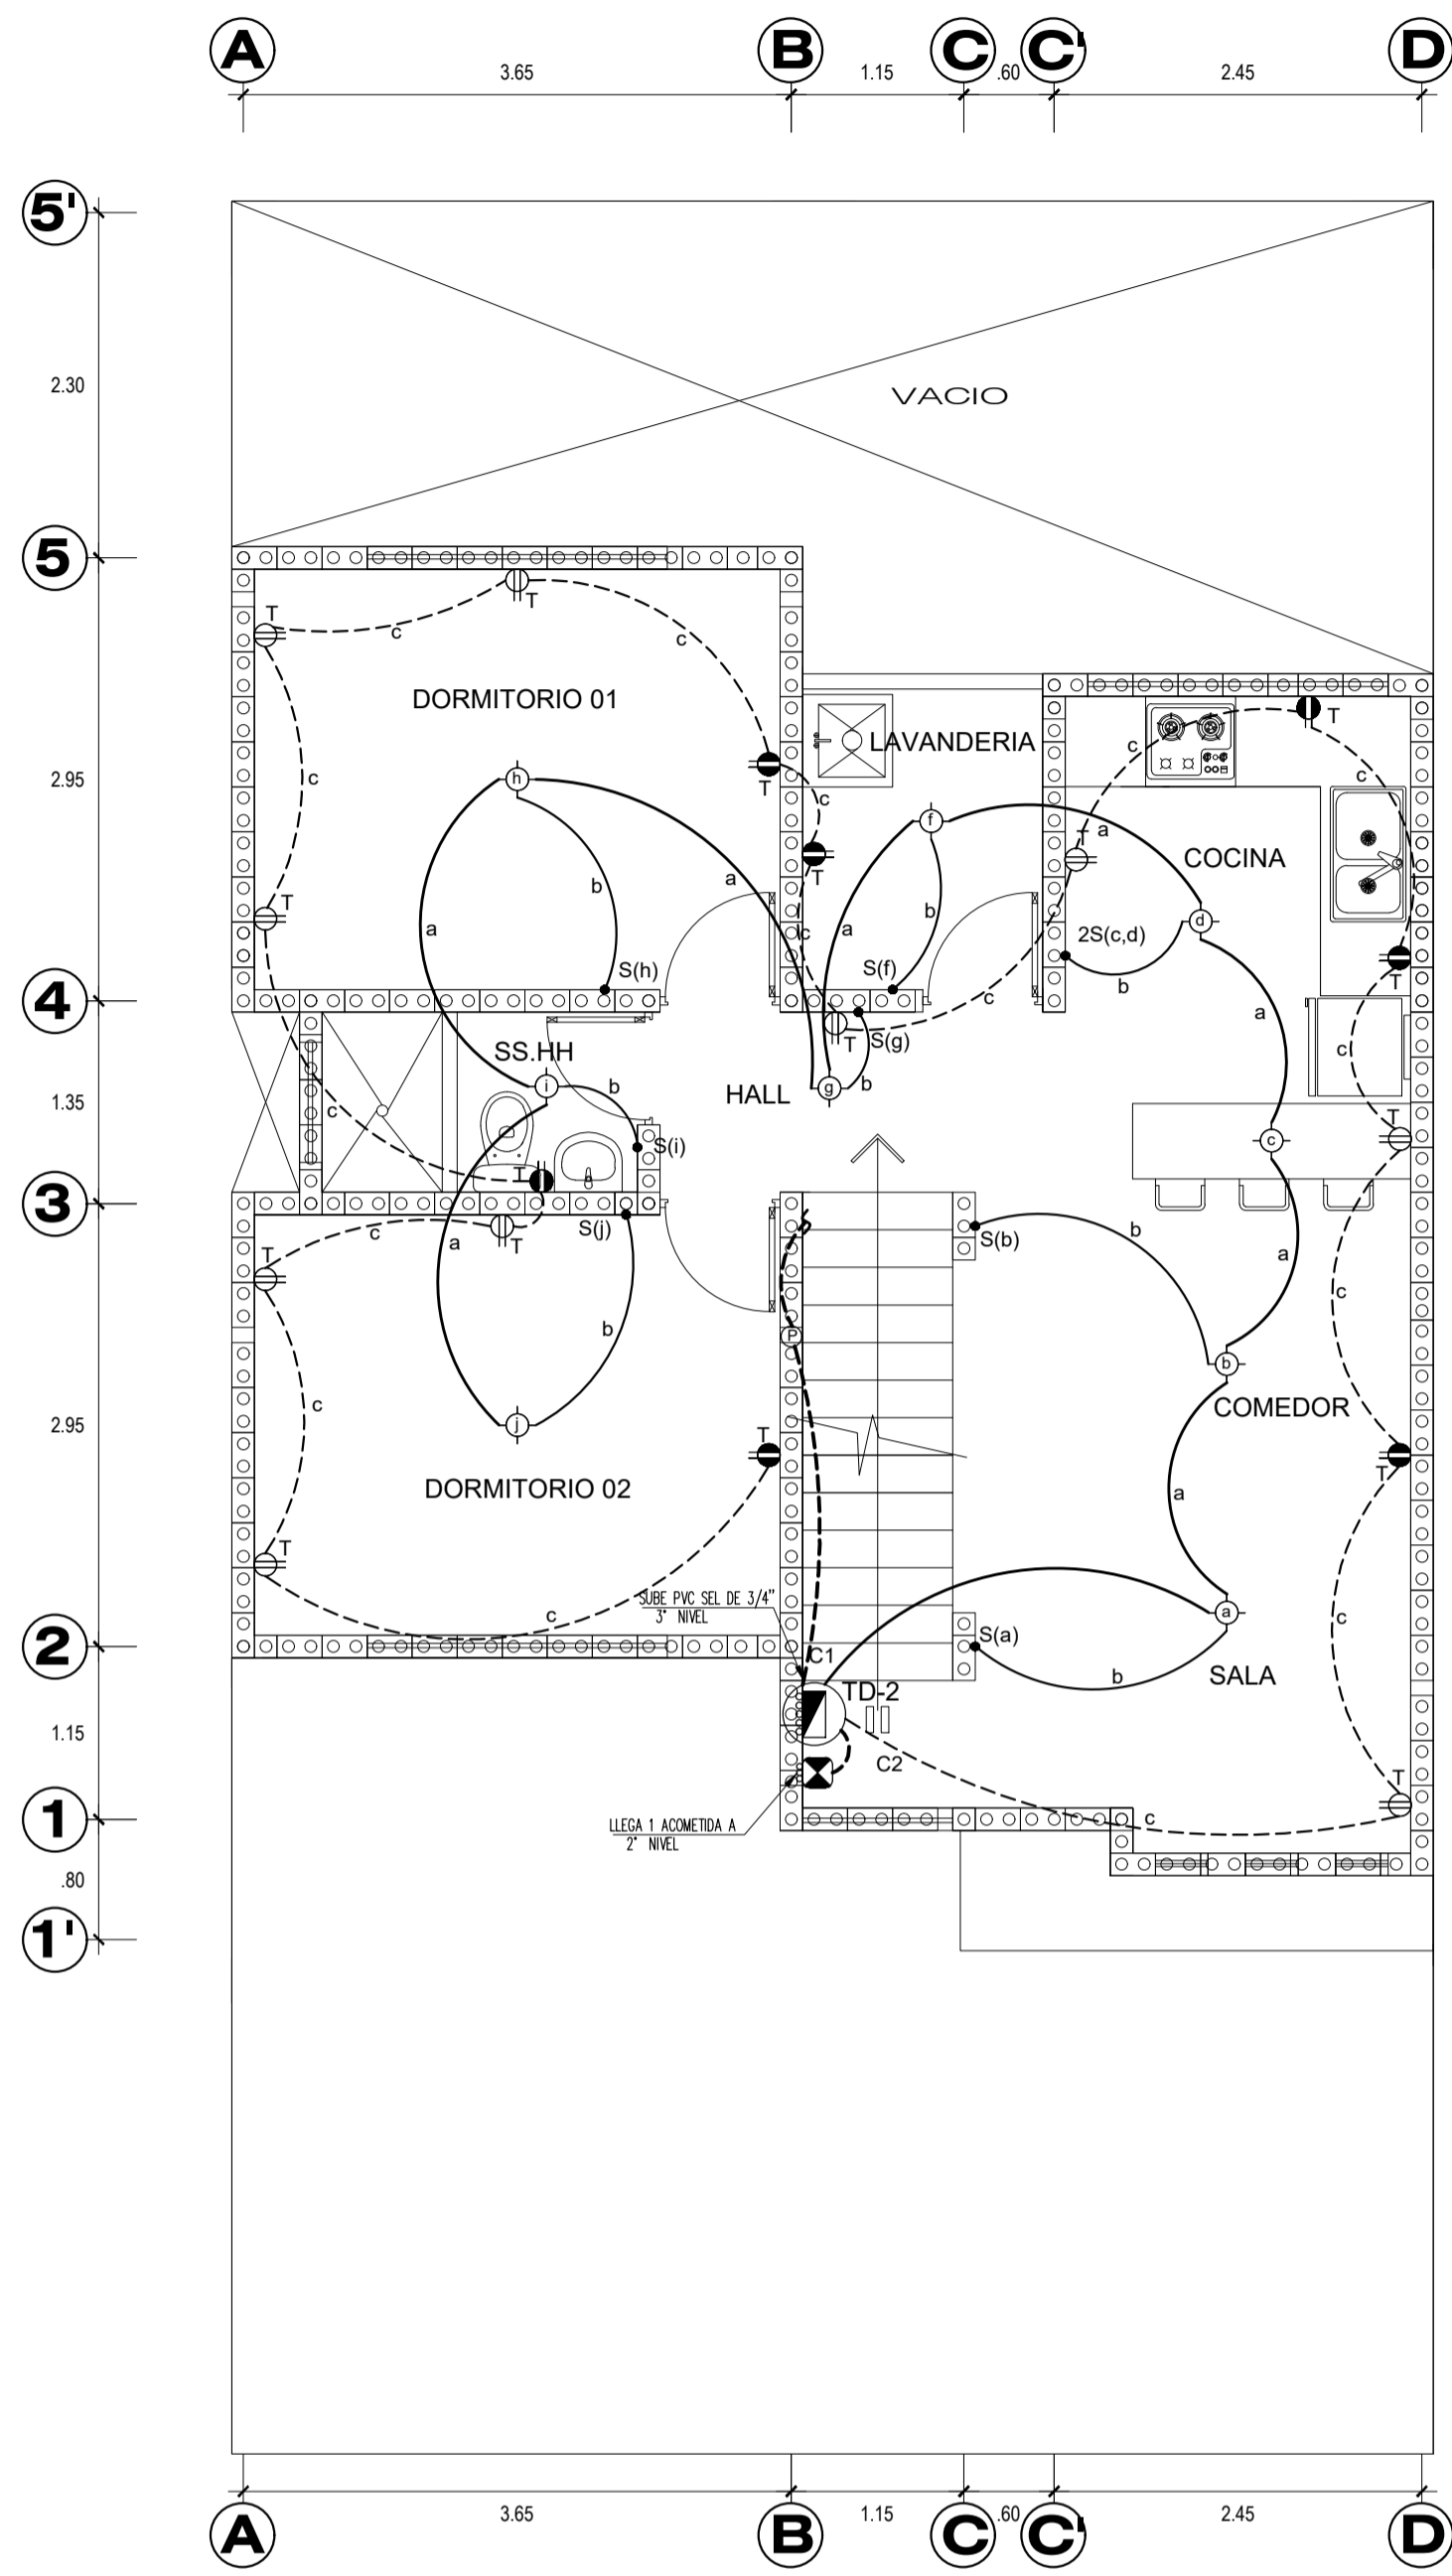 A B C C' D
3.65 1.15 .60 2.45
5'
2.30
VACIO
5
T
T
c
c
DORMITORIO 01
LAVANDERIA
T
c
T
c
2.95
h
c
c
f
a
T
T
COCINA
b
a
T
a
b
d
c
2S(c,d)
a
S(h)
S(f)
b
T
4
c
a
S(g)
T
SS.HH
c
HALL
g
b
i
b
1.35
c
c
T
S(i)
T
3
S(j)
S(b)
b
c
T
a
T
a
b
c
P
b
c
COMEDOR
j
2.95
T
T
DORMITORIO 02
a
T
SUBE PVC SEL DE 3/4"
3° NIVEL
c
a
c
2
S(a)
C1
b
SALA
TD-2
1.15
C2
T
1
c
LLEGA 1 ACOMETIDA A
2° NIVEL
.80
1'
3.65 1.15 .60 2.45
A B C C' D